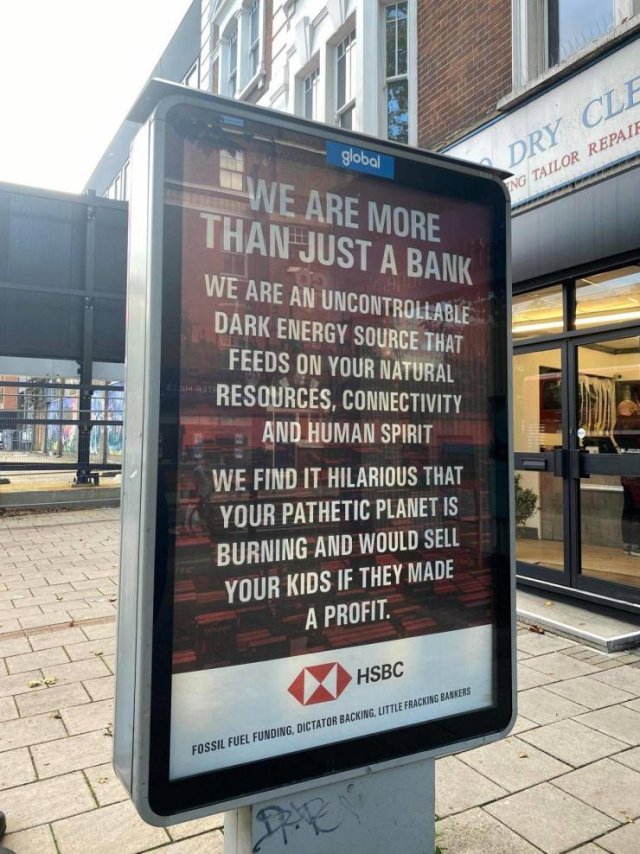 global
WE ARE MORE
THAN JUST A BANK
WE ARE AN UNCONTROLLABLE
DARK ENERGY SOURCE THAT
FEEDS ON YOUR NATURAL
RESOURCES, CONNECTIVITY
AND HUMAN SPIRIT
WE FIND IT HILARIOUS THAT
YOUR PATHETIC PLANET IS
BURNING AND WOULD SELL
YOUR KIDS IF THEY MADE
A PROFIT.
HSBC
FOSSIL FUEL FUNDING, DICTATOR BACKING, LITTLE FRACKING BANKERS
DRY CLE
NG TAILOR REPAIR